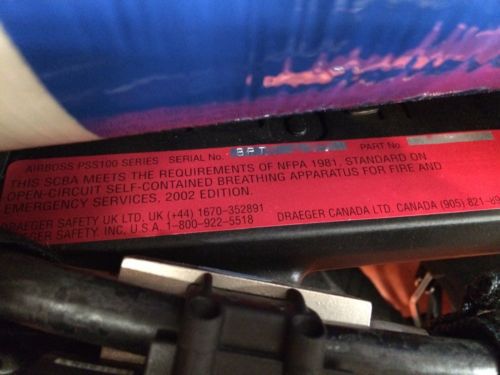 AIRBOSS PSS100 SERIES SERIAL No. PART No.
THIS SCBA MEETS THE REQUIREMENTS OF NFPA 1981, STANDARD ON
OPEN-CIRCUIT SELF-CONTAINED BREATHING APPARATUS FOR FIRE AND
EMERGENCY SERVICES, 2002 EDITION.
DRAEGER SAFETY UK LTD, UK (+44) 1670-352891 DRAEGER CANADA LTD. CANADA (905) 821-89
GER SAFETY, INC, U.S.A. 1-800-922-5518